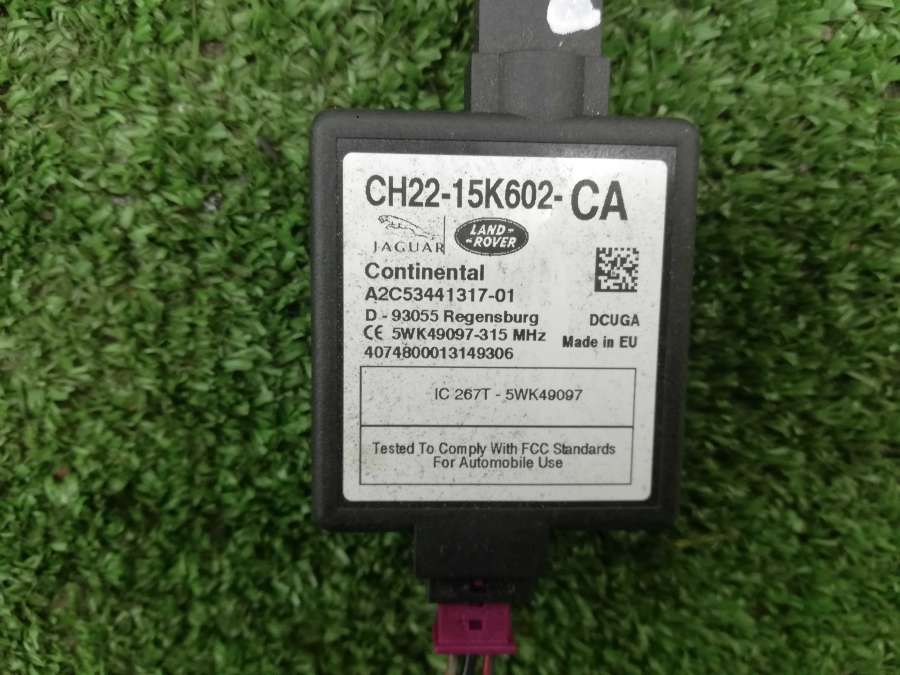 CH22-15K602-CA
JAGUAR
LAND-
-ROVER
Continental
A2C53441317-01
D - 93055 Regensburg
DCUGA
CE 5WK49097-315 MHz
Made in EU
4074800013149306
IC 267T - 5WK49097
Tested To Comply With FCC Standards
For Automobile Use